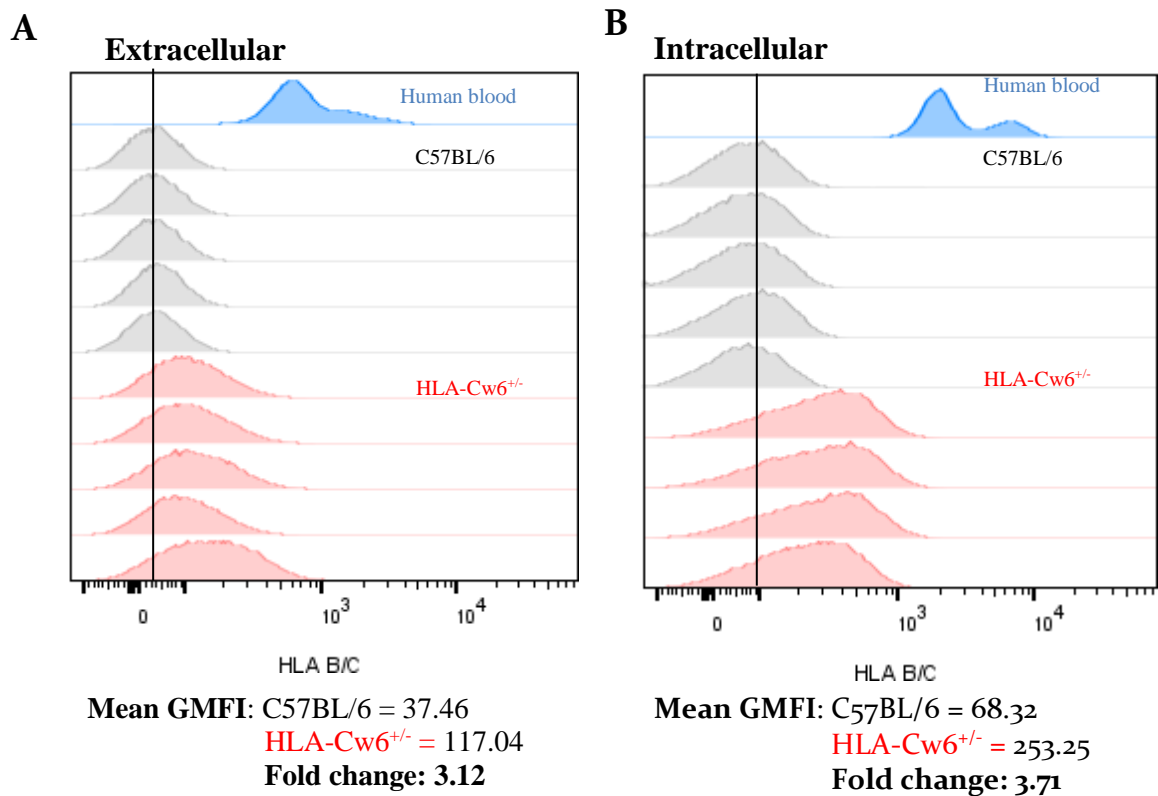 A
Extracellular
Human blood
C57BL/6
HLA-Cw6+/-
0
10³
10⁴
HLA B/C
Mean GMFI: C57BL/6 = 37.46
HLA-Cw6+/- = 117.04
Fold change: 3.12
B
Intracellular
Human blood
C57BL/6
HLA-Cw6+/-
0
10³
10⁴
HLA B/C
Mean GMFI: C57BL/6 = 68.32
HLA-Cw6+/- = 253.25
Fold change: 3.71